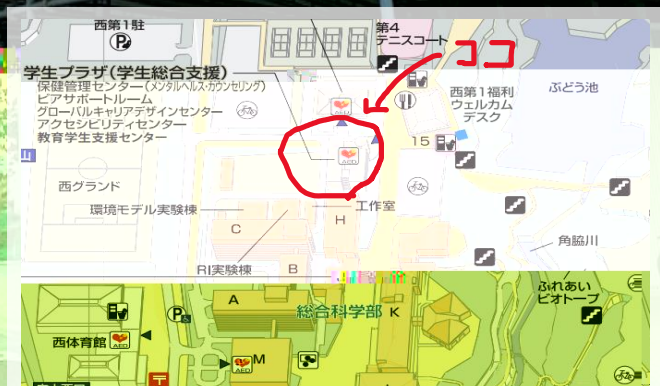 西第1駐
P
第4
テニスコート
ココ
学生プラザ(学生総合支援)
保健管理センター(メンタルヘルス・カウンセリング)
ピアサポートルーム
グローバルキャリアデザインセンター
アクセシビリティセンター
教育学生支援センター
西第1福利
ウェルカム
デスク
ぶどう池
AED
15
AED
山
西グランド
環境モデル実験棟
工作室
C
H
角脇川
RI実験棟
B
ふれあい
ビオトープ
A
総合科学部
K
P
西体育館
AED
AED
M